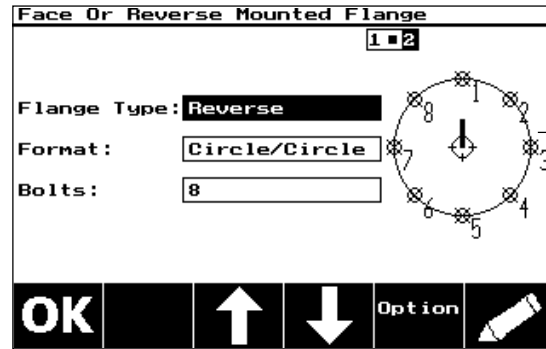 Face Or Reverse Mounted Flange
1 2
Flange Type: Reverse
Format: Circle/Circle
Bolts: 8
1
2
3
4
5
6
7
8
OK
Option